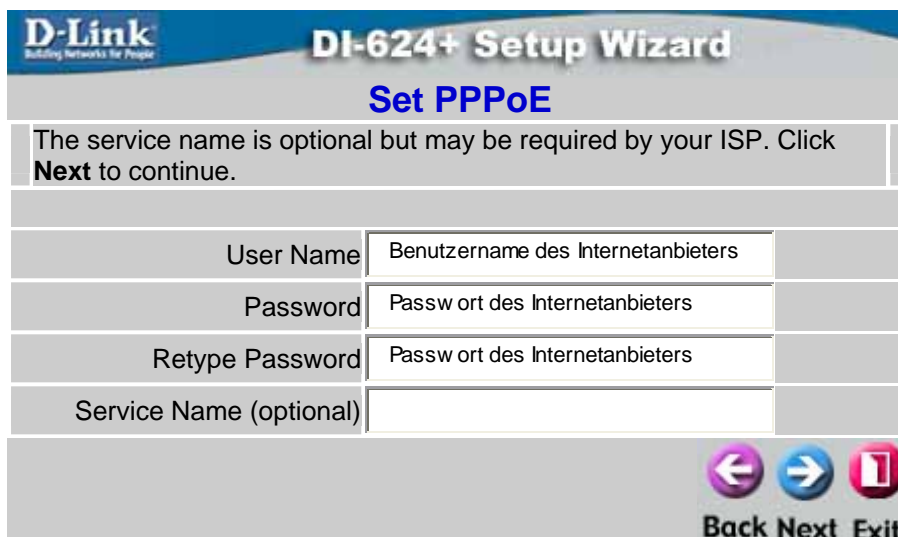 D-Link
Building Networks for People
DI-624+ Setup Wizard
Set PPPoE
The service name is optional but may be required by your ISP. Click
Next to continue.
User Name Benutzername des Internetanbieters
Password Passw ort des Internetanbieters
Retype Password Passw ort des Internetanbieters
Service Name (optional)
Back Next Exit